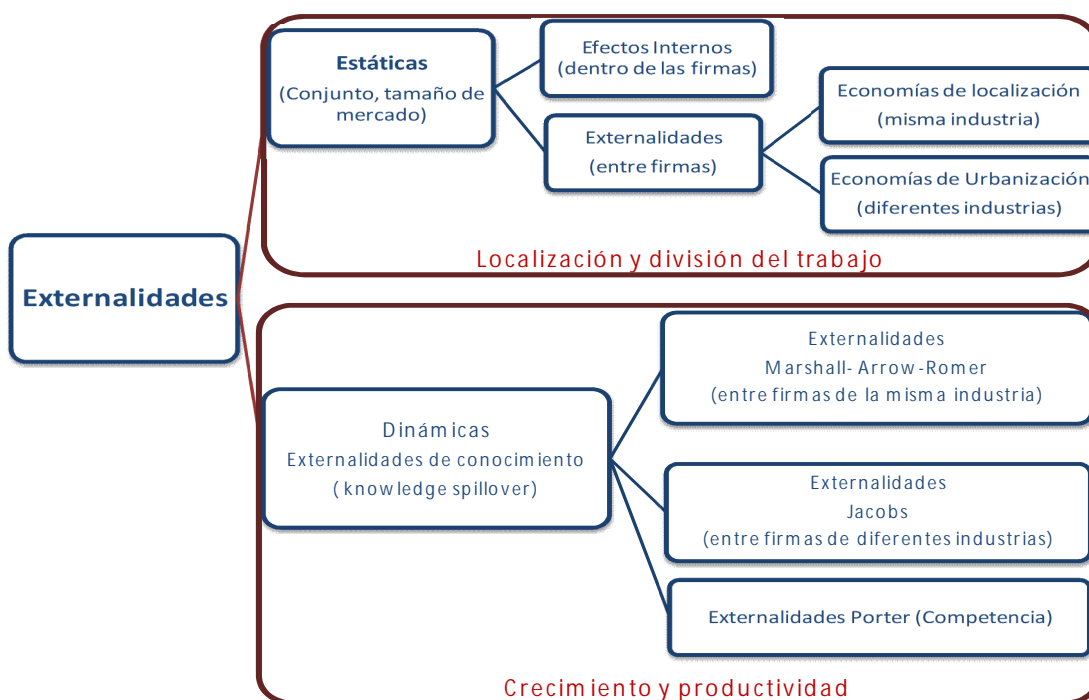 Externalidades
Estáticas
(Conjunto, tamaño de
mercado)
Efectos Internos
(dentro de las firmas)
Externalidades
(entre firmas)
Economías de localización
(misma industria)
Economías de Urbanización
(diferentes industrias)
Localización y división del trabajo
Dinámicas
Externalidades de conocimiento
( knowledge spillover)
Externalidades
Marshall- Arrow -Romer
(entre firmas de la misma industria)
Externalidades
Jacobs
(entre firmas de diferentes industrias)
Externalidades Porter (Competencia)
Crecimiento y productividad